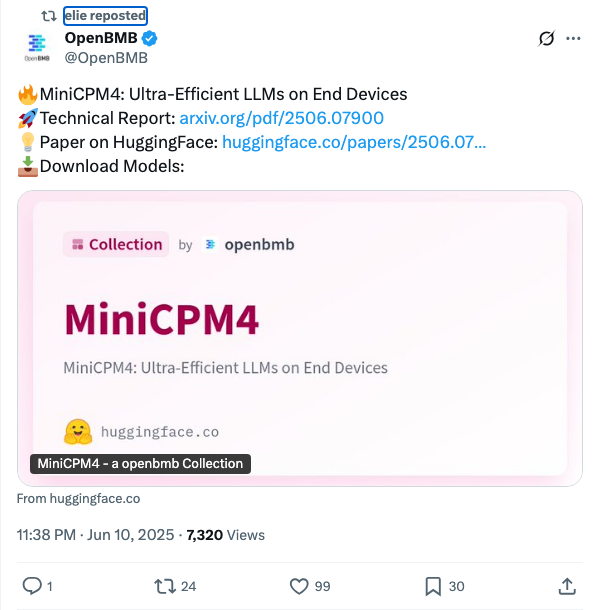 elie reposted
OpenBMB
@OpenBMB
OpenBMB
🔥MiniCPM4: Ultra-Efficient LLMs on End Devices
🚀Technical Report: arxiv.org/pdf/2506.07900
💡Paper on HuggingFace: huggingface.co/papers/2506.07...
📥Download Models:
Collection by openbmb
MiniCPM4
MiniCPM4: Ultra-Efficient LLMs on End Devices
huggingface.co
MiniCPM4 - a openbmb Collection
From huggingface.co
11:38 PM · Jun 10, 2025 · 7,320 Views
1 24 99 30